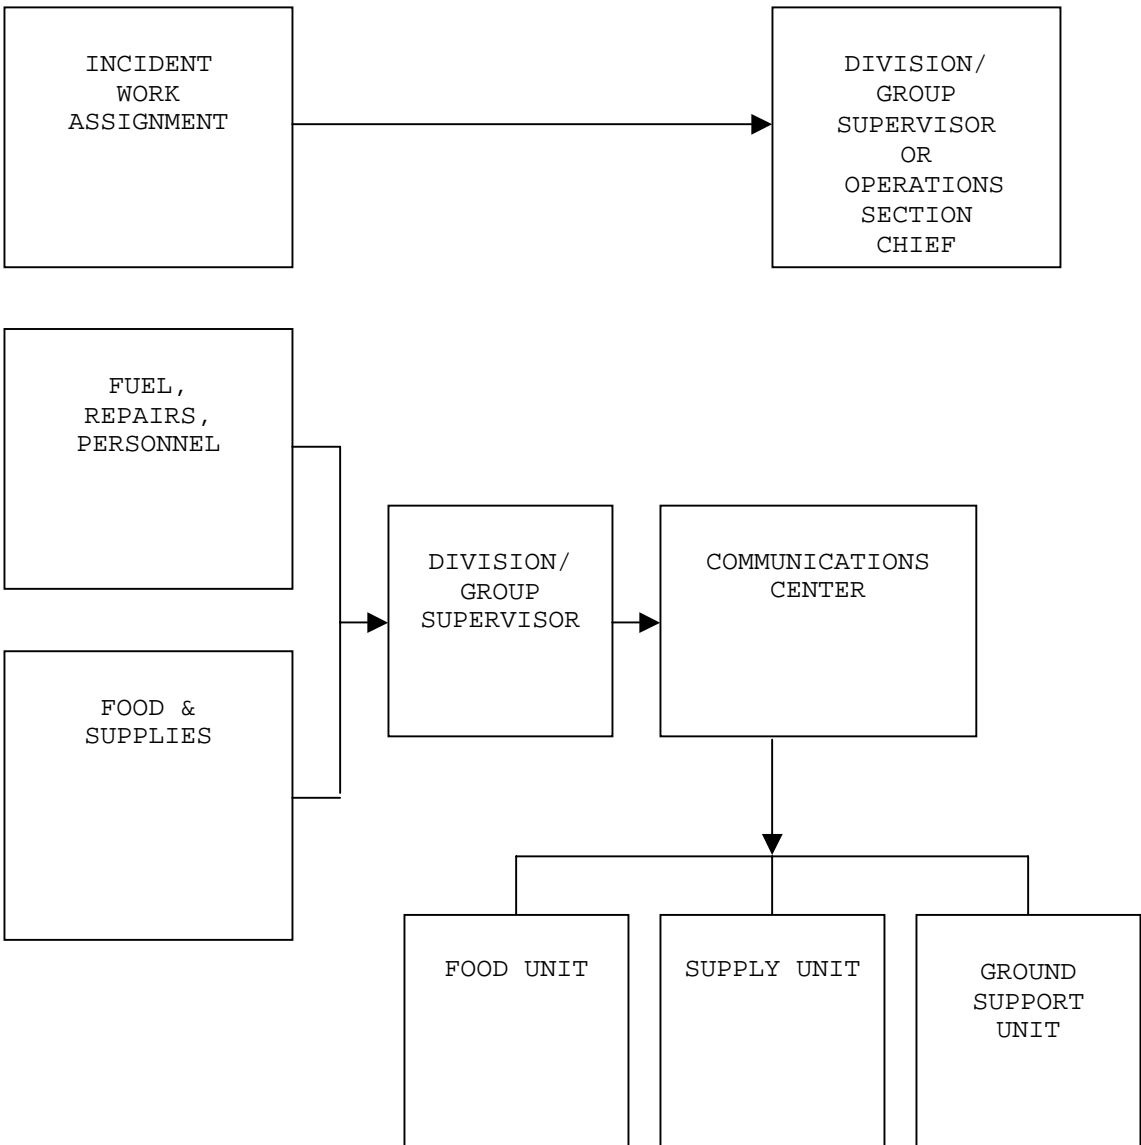 INCIDENT
WORK
ASSIGNMENT
DIVISION/
GROUP
SUPERVISOR
OR
OPERATIONS
SECTION
CHIEF
FUEL,
REPAIRS,
PERSONNEL
DIVISION/
GROUP
SUPERVISOR
COMMUNICATIONS
CENTER
FOOD &
SUPPLIES
FOOD UNIT
SUPPLY UNIT
GROUND
SUPPORT
UNIT